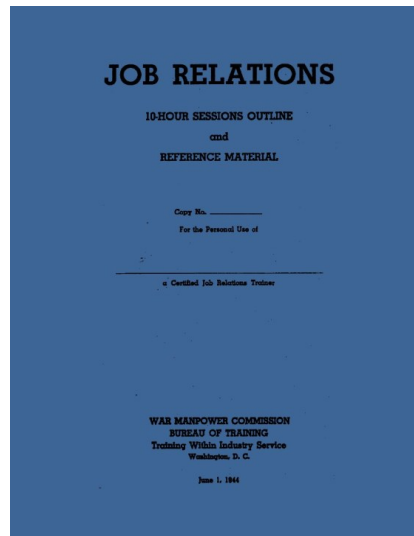 JOB RELATIONS
10-HOUR SESSIONS OUTLINE
and
REFERENCE MATERIAL
Copy No.
For the Personal Use of
a Certified Job Relations Trainer
WAR MANPOWER COMMISSION
BUREAU OF TRAINING
Training Within Industry Service
Washington, D. C.
June 1, 1944